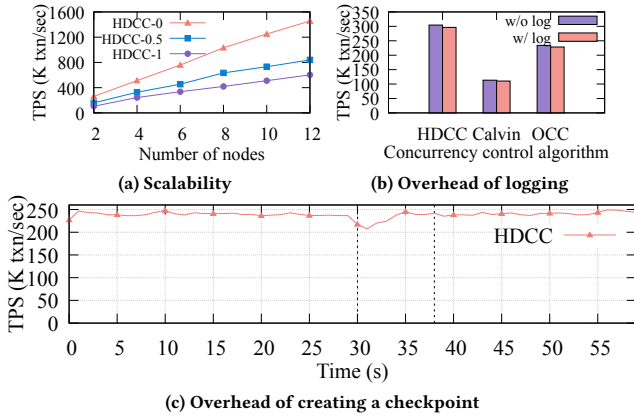 TPS (K txn/sec)
1600
1200
800
400
0
HDCC-0
HDCC-0.5
HDCC-1
2 4 6 8 10 12
Number of nodes
(a) Scalability
TPS (K txn/sec)
350
300
250
200
150
100
50
0
w/o log
w/ log
HDCC Calvin OCC
Concurrency control algorithm
(b) Overhead of logging
TPS (K txn/sec)
250
200
150
100
50
0
HDCC
0 5 10 15 20 25 30 35 40 45 50 55
Time (s)
(c) Overhead of creating a checkpoint